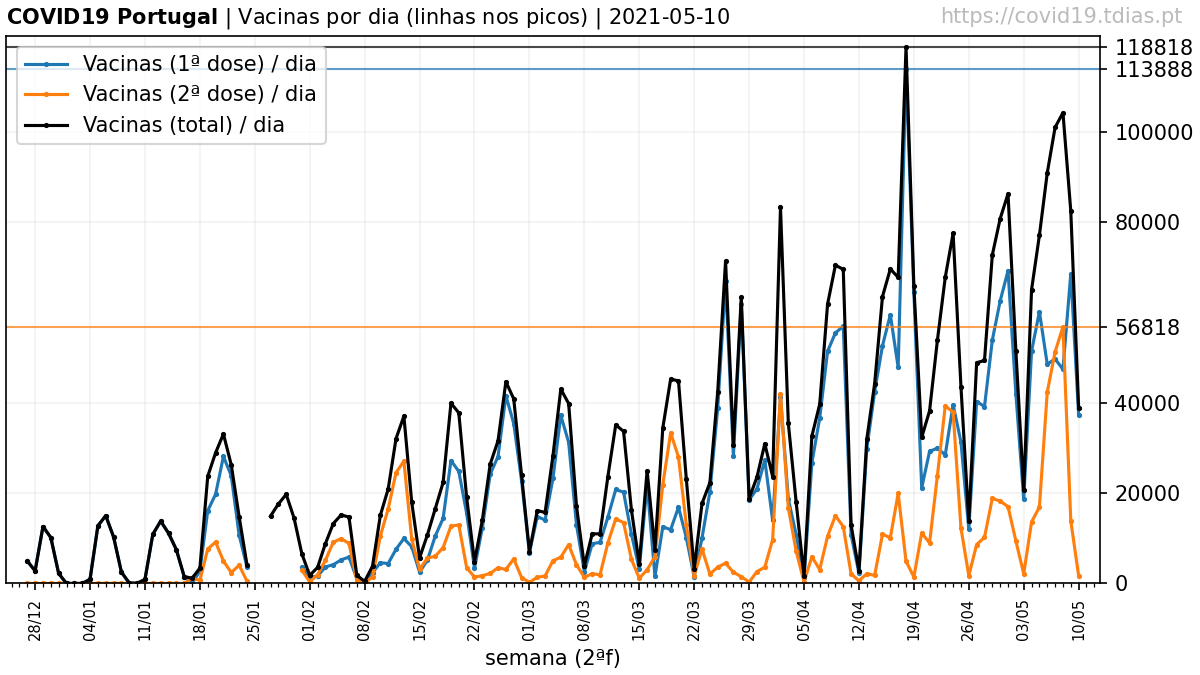 COVID19 Portugal | Vacinas por dia (linhas nos picos) | 2021-05-10
https://covid19.tdias.pt
Vacinas (1ª dose) / dia
Vacinas (2ª dose) / dia
Vacinas (total) / dia
118818
113888
100000
80000
56818
40000
20000
0
28/12 04/01 11/01 18/01 25/01 01/02 08/02 15/02 22/02 01/03 08/03 15/03 22/03 29/03 05/04 12/04 19/04 26/04 03/05 10/05
semana (2ªf)